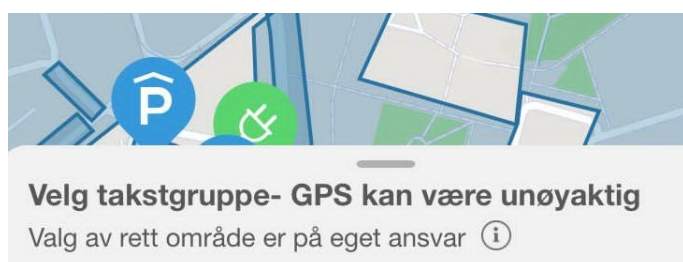 P
Velg takstgruppe- GPS kan være unøyaktig
Valg av rett område er på eget ansvar